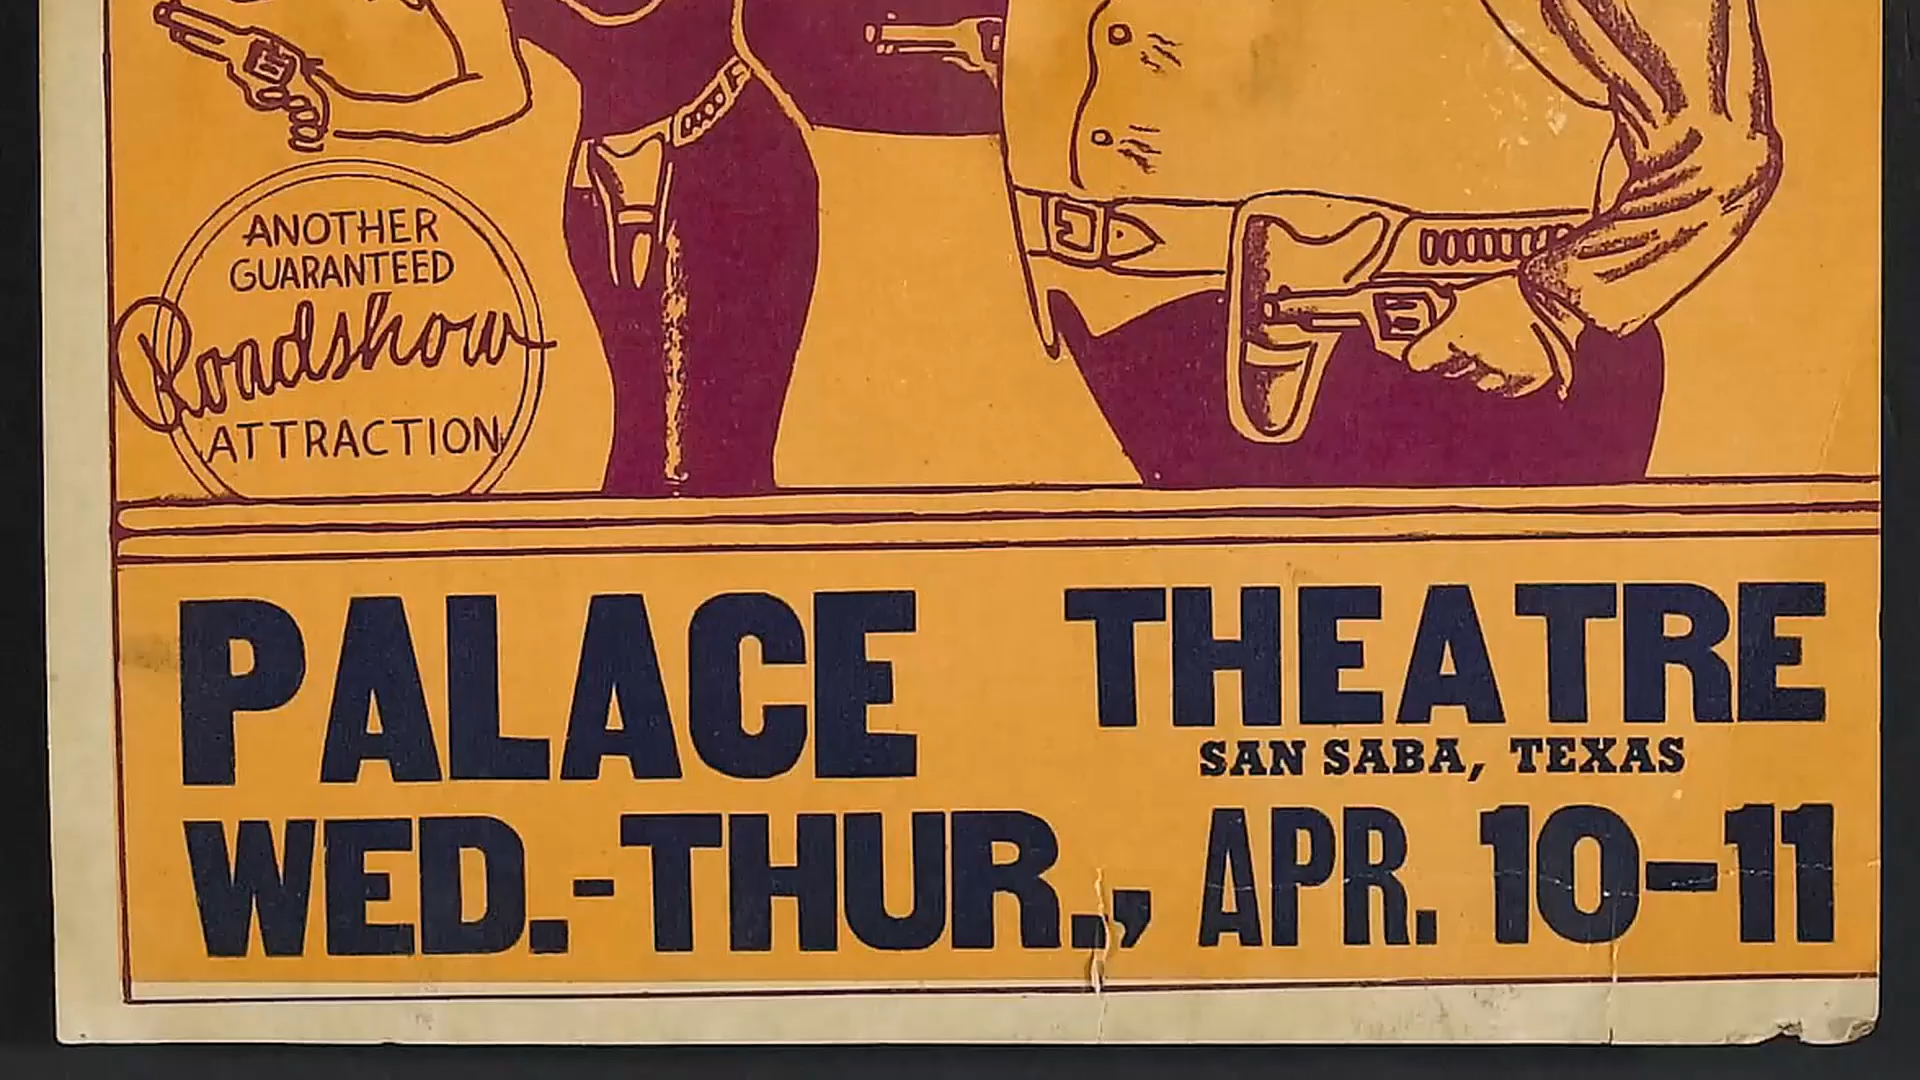 ANOTHER
GUARANTEED
Roadshow
ATTRACTION
PALACE THEATRE
SAN SABA, TEXAS
WED.-THUR., APR. 10-11